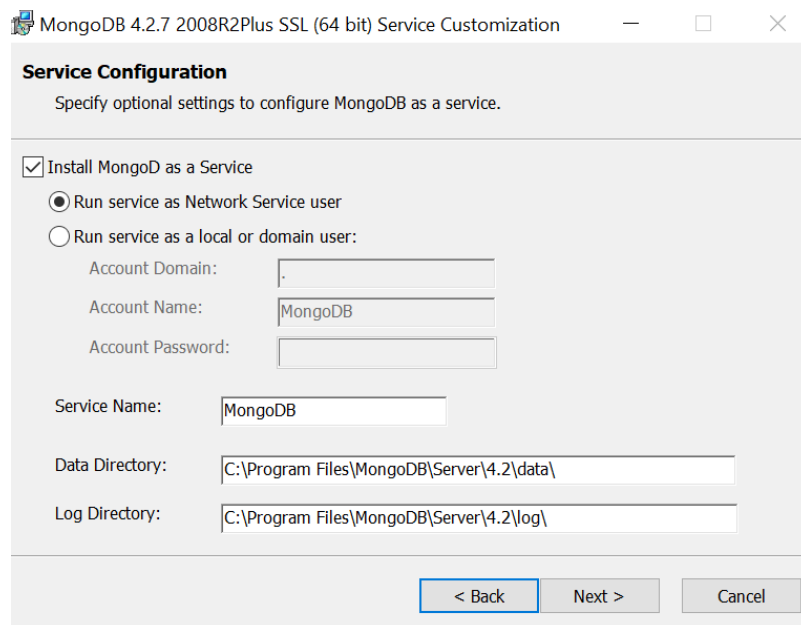 MongoDB 4.2.7 2008R2Plus SSL (64 bit) Service Customization
Service Configuration
Specify optional settings to configure MongoDB as a service.
Install MongoD as a Service
Run service as Network Service user
Run service as a local or domain user:
Account Domain: .
Account Name: MongoDB
Account Password:
Service Name: MongoDB
Data Directory: C:\Program Files\MongoDB\Server\4.2\data\
Log Directory: C:\Program Files\MongoDB\Server\4.2\log\
< Back Next > Cancel